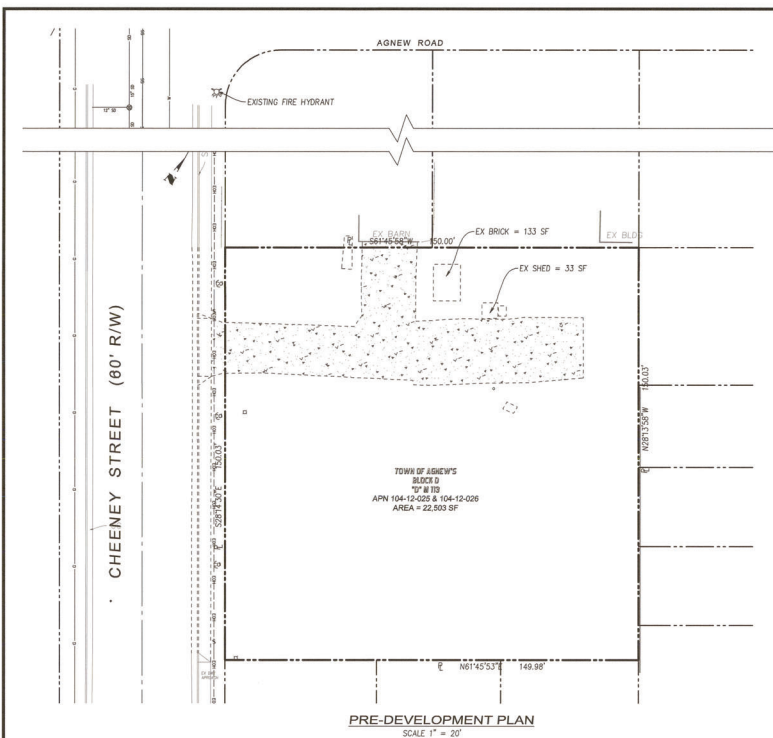 AGNEW ROAD
EXISTING FIRE HYDRANT
12" SD
N
EX BARN
S61°45'58"W 150.00'
EX BRICK = 133 SF
EX BLDG
EX SHED = 33 SF
CHEENEY STREET (60' R/W)
S28°14'30"E 150.03'
N28°13'58"W 150.03'
TOWN OF AGNEW'S
BLOCK D
"D" M 113
APN 104-12-025 & 104-12-026
AREA = 22,503 SF
N61°45'53"E 149.98'
PRE-DEVELOPMENT PLAN
SCALE 1" = 20'